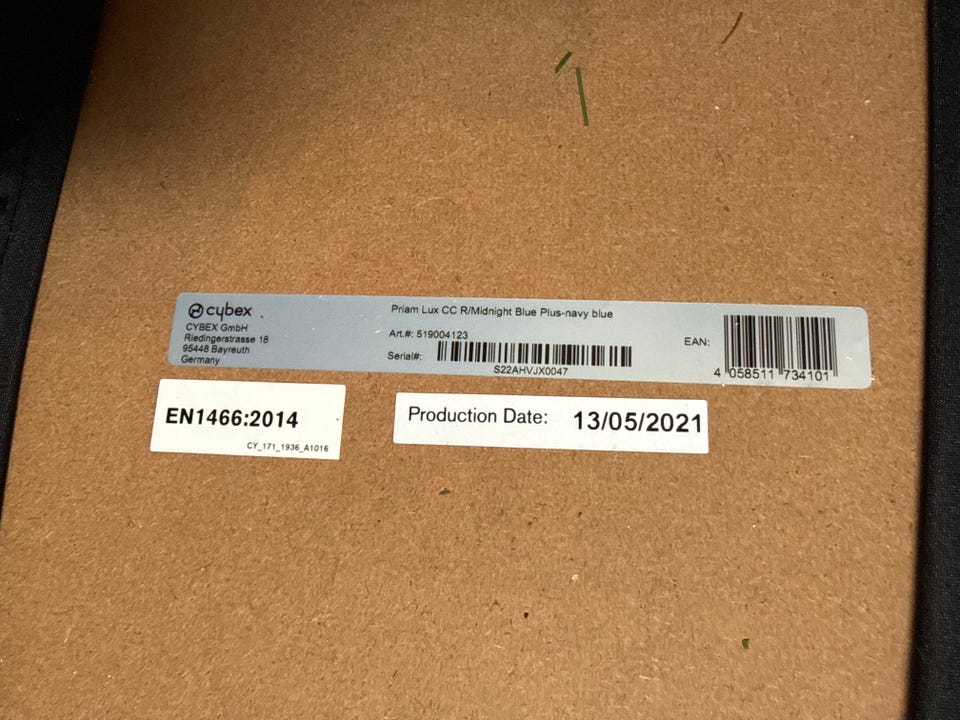 cybex
CYBEX GmbH
Riedingerstrasse 18
95448 Bayreuth
Germany
Priam Lux CC R/Midnight Blue Plus-navy blue
Art.#: 519004123
Serial#:
S22AHVJX0047
EAN:
4 058511 734101
EN1466:2014
CY_171_1936_A1016
Production Date: 13/05/2021